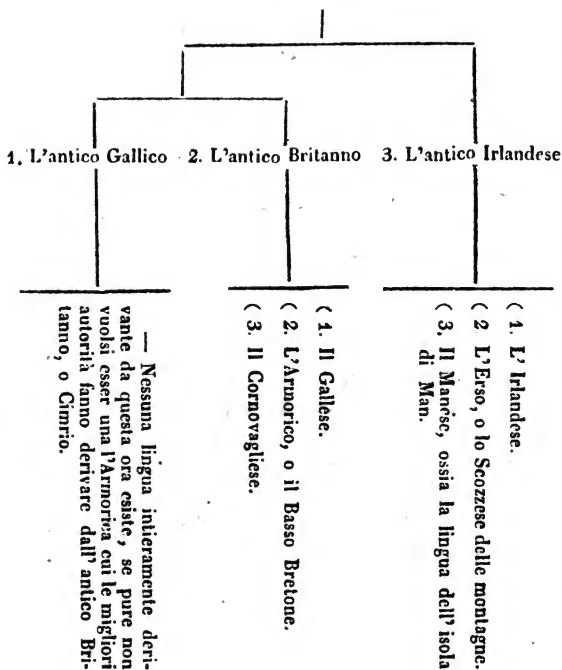 1. L'antico Gallico
2. L'antico Britanno
3. L'antico Irlandese
— Nessuna lingua intieramente deri-
vante da questa ora esiste, se pure non
vuolsi esser una l'Armorica cui le migliori
autorità fanno derivare dall' antico Bri-
tanno, o Cimrio.
( 1. Il Gallese.
( 2. L'Armorico, o il Basso Bretone.
( 3. Il Cornovagliese.
( 1. L' Irlandese.
( 2 L'Erso, o lo Scozzese delle montagne.
( 3. Il Manese, ossia la lingua dell' isola
di Man.